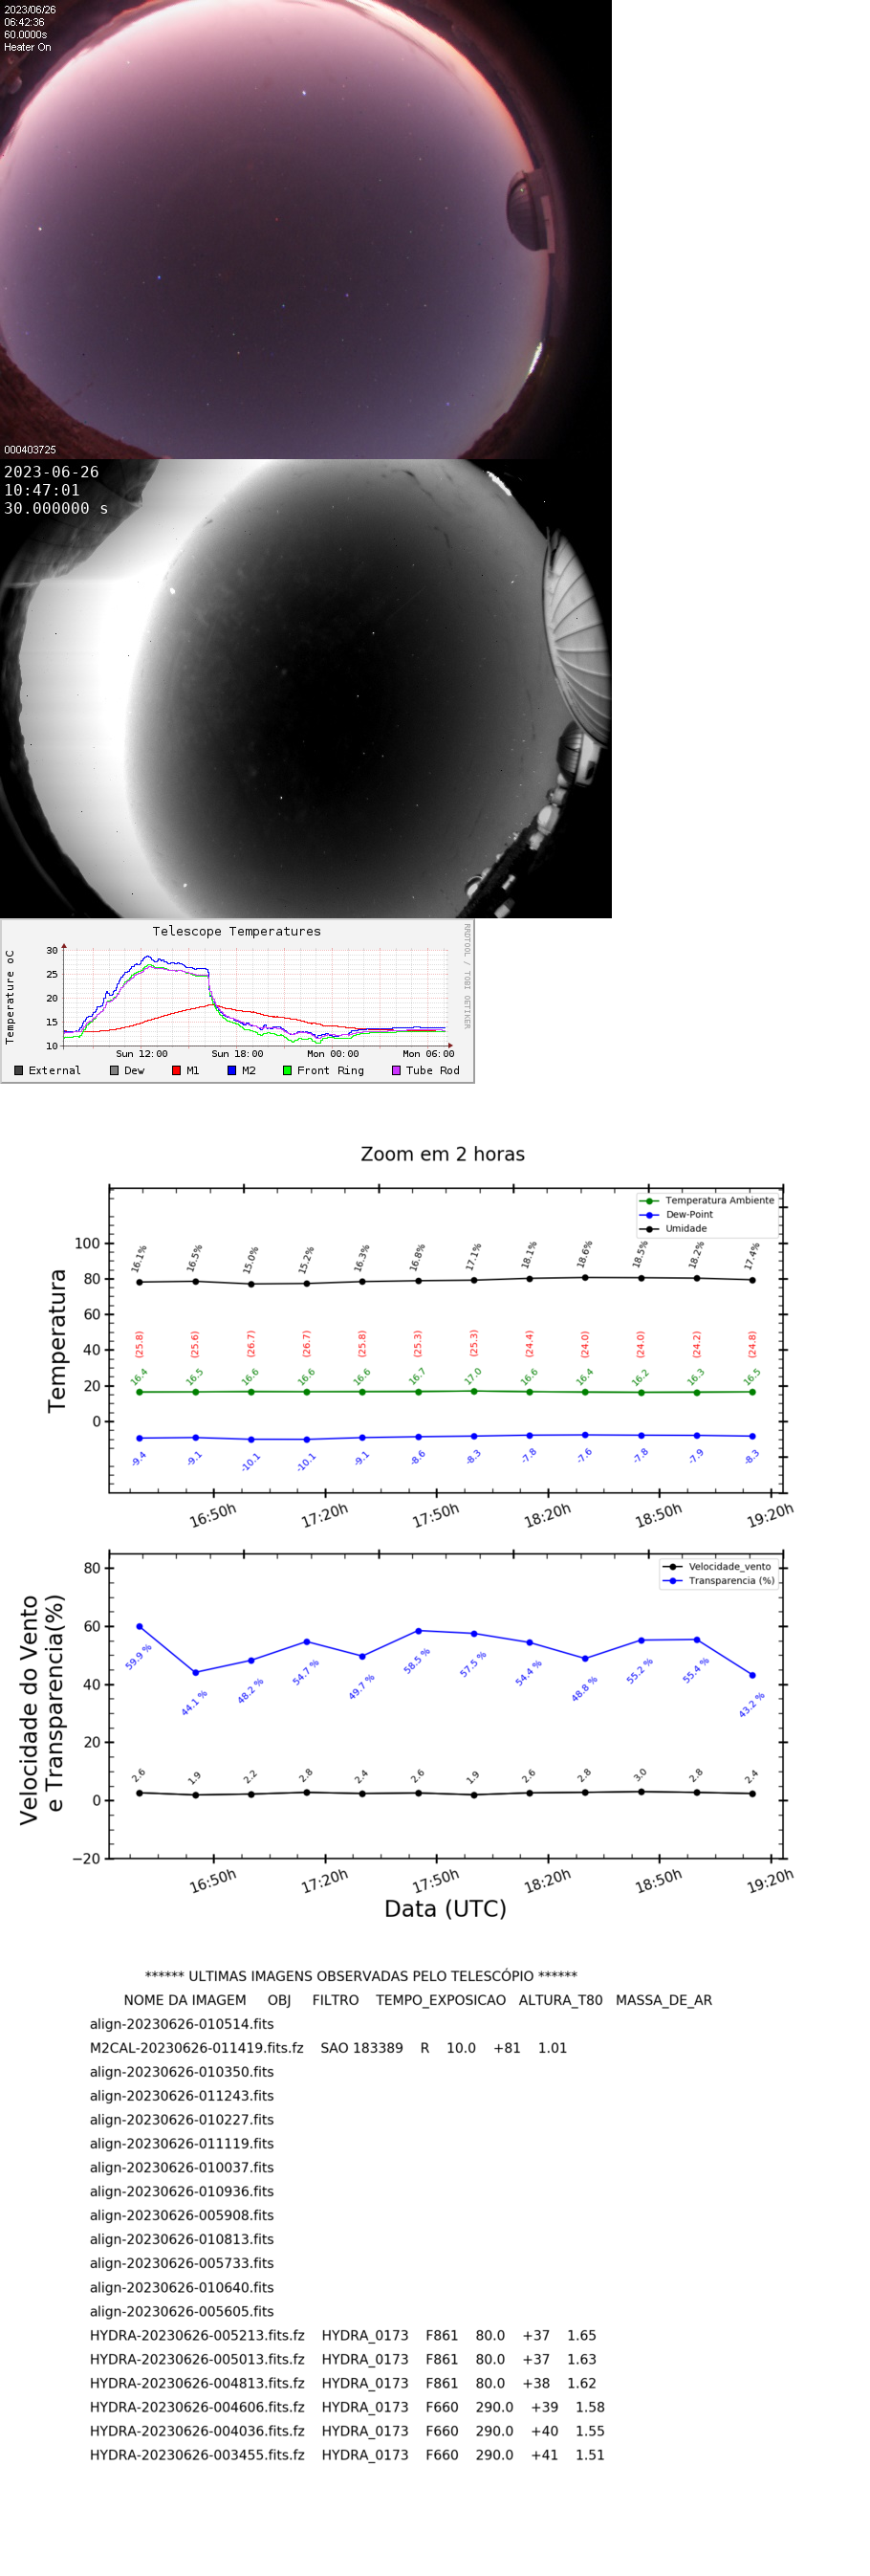 2023/06/26
06:42:36
60.0000s
Heater On
000403725
2023-06-26
10:47:01
30.000000 s
Telescope Temperatures
RRDTOOL / TOBI OETIKER
Temperature oC
30
25
20
15
10
Sun 12:00 Sun 18:00 Mon 00:00 Mon 06:00
External Dew M1 M2 Front Ring Tube Rod
Zoom em 2 horas
Temperatura Ambiente
Dew-Point
Umidade
Temperatura
100
80
60
40
20
0
16.1% 16.5% 15.0% 15.2% 16.3% 16.8% 17.1% 18.1% 18.6% 18.5% 18.2% 17.4%
(25.8) (25.6) (26.7) (26.7) (25.8) (25.3) (25.3) (24.4) (24.0) (24.0) (24.2) (24.8)
16.4 16.5 16.6 16.6 16.6 16.7 17.0 16.6 16.4 16.2 16.3 16.5
-9.4 -9.1 -10.1 -10.1 -9.1 -8.6 -8.3 -7.8 -7.6 -7.8 -7.9 -8.3
16:50h 17:20h 17:50h 18:20h 18:50h 19:20h
Velocidade_vento
Transparencia (%)
Velocidade do Vento
e Transparencia(%)
80
60
40
20
0
−20
59.9 % 44.1 % 48.2 % 54.7 % 49.7 % 58.5 % 57.5 % 54.4 % 48.8 % 55.2 % 55.4 % 43.2 %
2.6 1.9 2.2 2.8 2.4 2.6 1.9 2.6 2.8 3.0 2.8 2.4
16:50h 17:20h 17:50h 18:20h 18:50h 19:20h
Data (UTC)
****** ULTIMAS IMAGENS OBSERVADAS PELO TELESCÓPIO ******
NOME DA IMAGEM OBJ FILTRO TEMPO_EXPOSICAO ALTURA_T80 MASSA_DE_AR
align-20230626-010514.fits
M2CAL-20230626-011419.fits.fz SAO 183389 R 10.0 +81 1.01
align-20230626-010350.fits
align-20230626-011243.fits
align-20230626-010227.fits
align-20230626-011119.fits
align-20230626-010037.fits
align-20230626-010936.fits
align-20230626-005908.fits
align-20230626-010813.fits
align-20230626-005733.fits
align-20230626-010640.fits
align-20230626-005605.fits
HYDRA-20230626-005213.fits.fz HYDRA_0173 F861 80.0 +37 1.65
HYDRA-20230626-005013.fits.fz HYDRA_0173 F861 80.0 +37 1.63
HYDRA-20230626-004813.fits.fz HYDRA_0173 F861 80.0 +38 1.62
HYDRA-20230626-004606.fits.fz HYDRA_0173 F660 290.0 +39 1.58
HYDRA-20230626-004036.fits.fz HYDRA_0173 F660 290.0 +40 1.55
HYDRA-20230626-003455.fits.fz HYDRA_0173 F660 290.0 +41 1.51